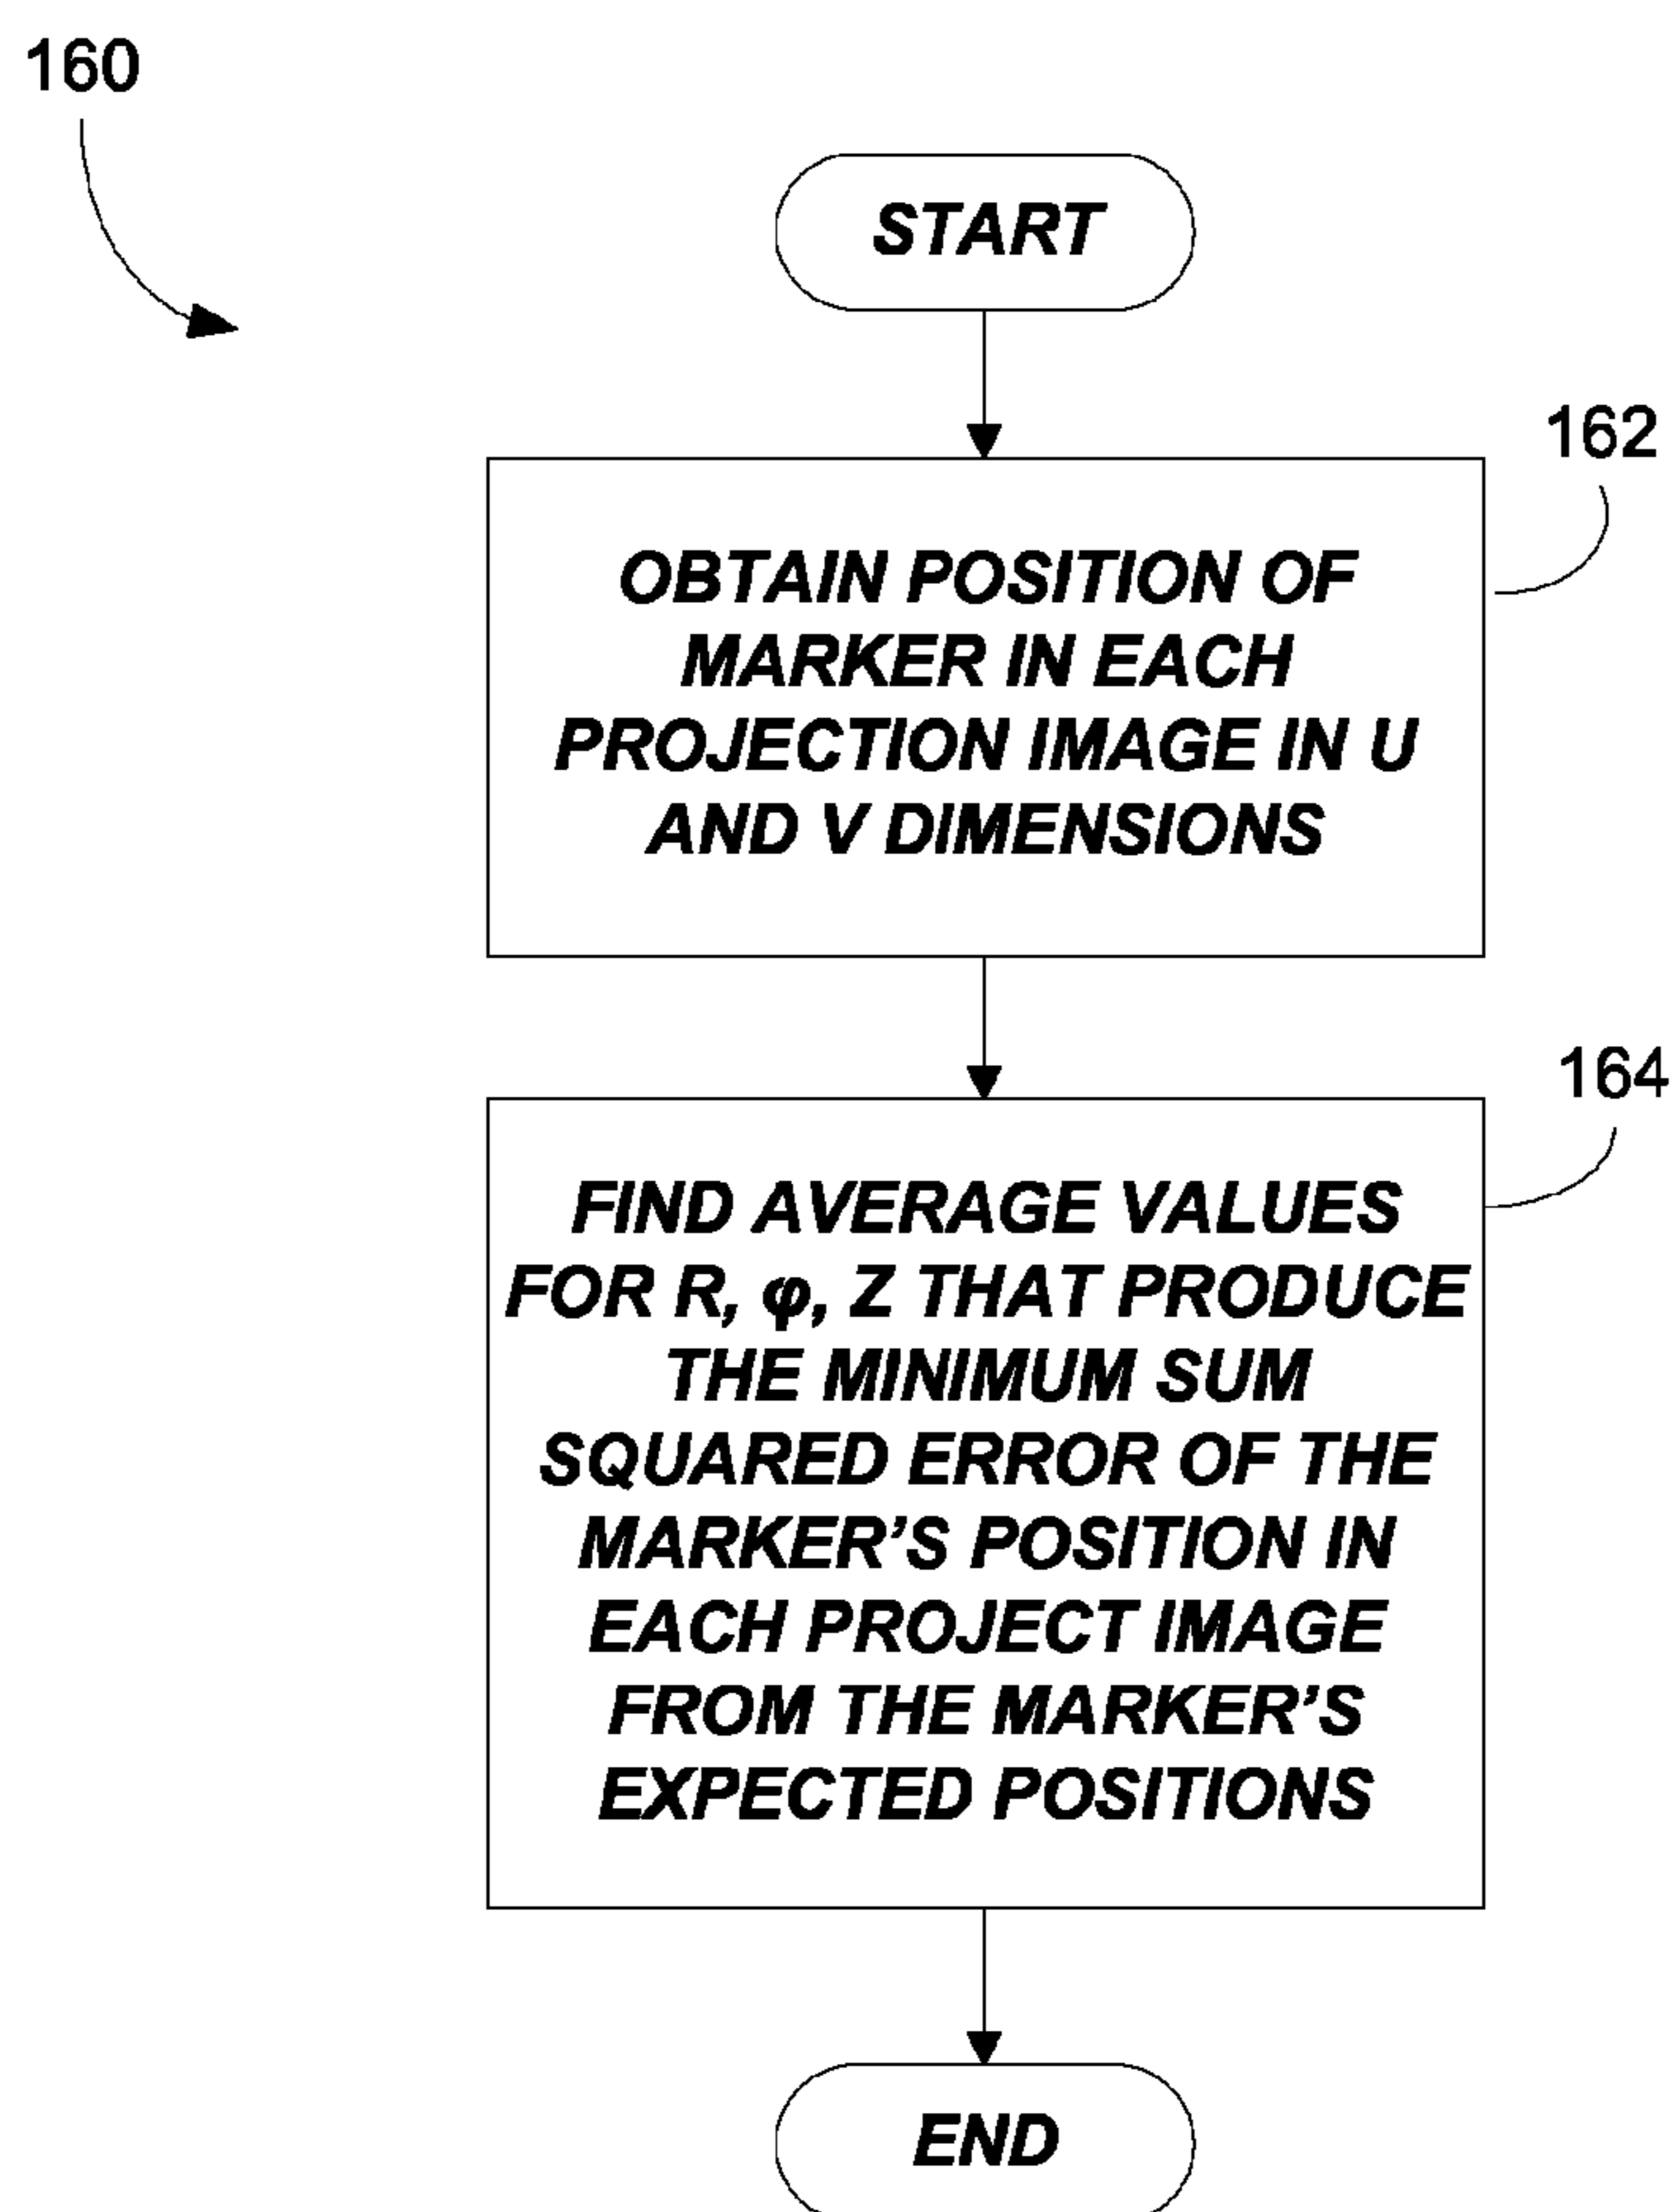 160
START
162
OBTAIN POSITION OF
MARKER IN EACH
PROJECTION IMAGE IN U
AND V DIMENSIONS
164
FIND AVERAGE VALUES
FOR R, φ, Z THAT PRODUCE
THE MINIMUM SUM
SQUARED ERROR OF THE
MARKER’S POSITION IN
EACH PROJECT IMAGE
FROM THE MARKER’S
EXPECTED POSITIONS
END